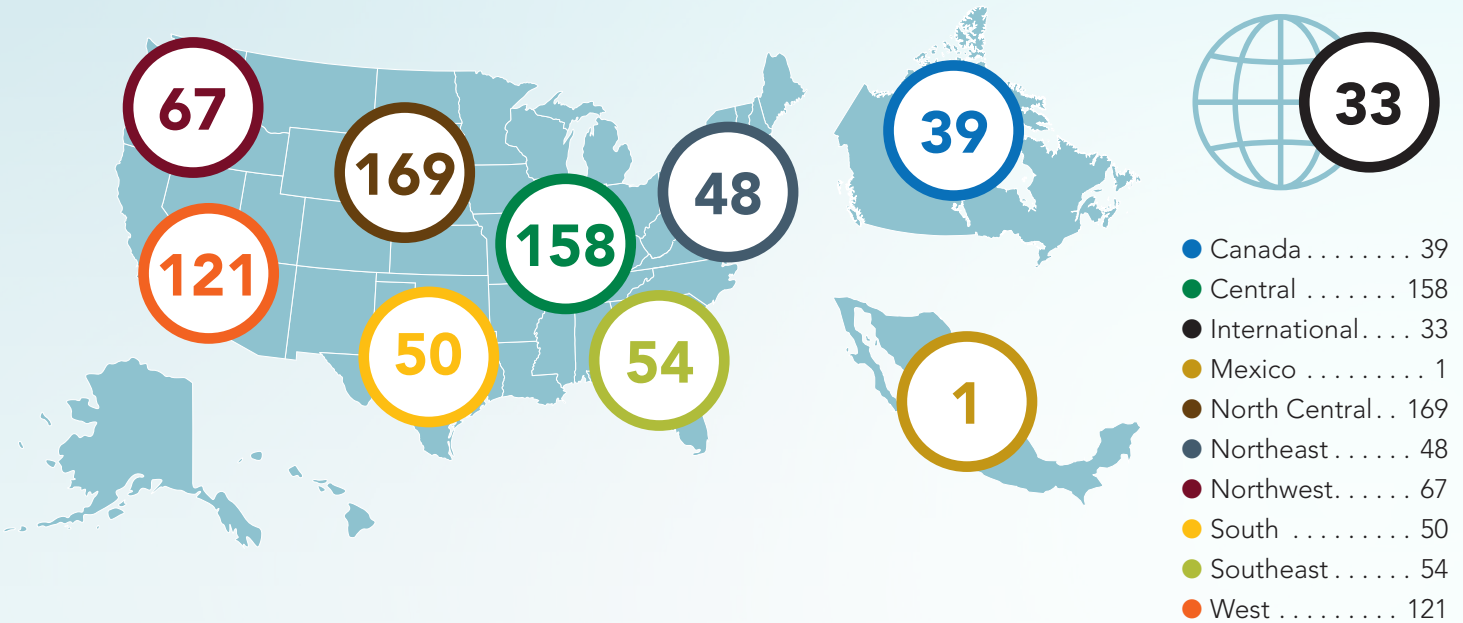 67
169
158
48
121
50
54
39
1
33
Canada . . . . . . . . 39
Central . . . . . . . 158
International . . . . 33
Mexico . . . . . . . . . 1
North Central . . 169
Northeast . . . . . . 48
Northwest . . . . . . 67
South . . . . . . . . . 50
Southeast . . . . . . 54
West . . . . . . . . . 121